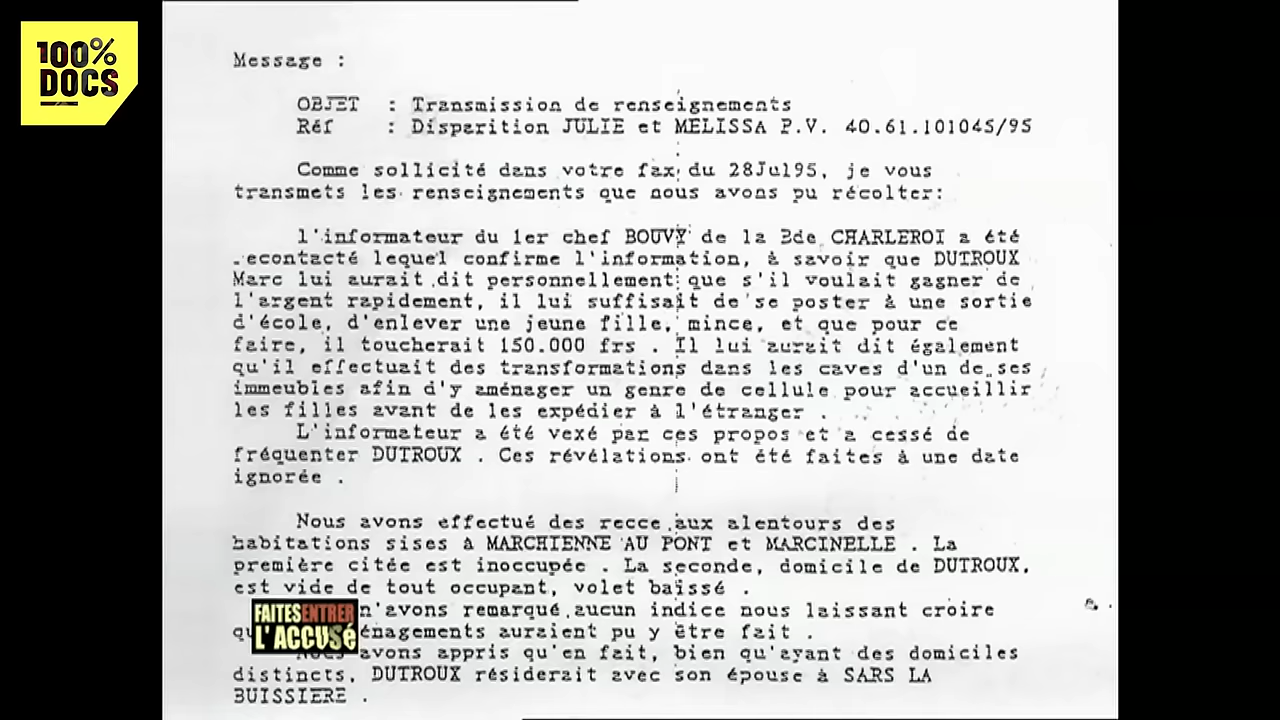 100%
DOCS
Message :
OBJET : Transmission de renseignements
Réf : Disparition JULIE et MELISSA P.V. 40.61.101045/95
Comme sollicité dans votre fax du 28Jul95, je vous
transmets les renseignements que nous avons pu récolter:
l'informateur du 1er chef BOUVY de la Bde CHARLEROI a été
.econtacté lequel confirme l'information, à savoir que DUTROUX
Marc lui aurait dit personnellement que s'il voulait gagner de
l'argent rapidement, il lui suffisait de se poster à une sortie
d'école, d'enlever une jeune fille, mince, et que pour ce
faire, il toucherait 150.000 frs . Il lui aurait dit également
qu'il effectuait des transformations dans les caves d'un de ses
immeubles afin d'y aménager un genre de cellule pour accueillir
les filles avant de les expédier à l'étranger .
L'informateur a été vexé par ces propos et a cessé de
fréquenter DUTROUX . Ces révélations ont été faites à une date
ignorée .
Nous avons effectué des recce aux alentours des
habitations sises à MARCHIENNE AU PONT et MARCINELLE . La
première citée est inoccupée . La seconde, domicile de DUTROUX,
est vide de tout occupant, volet baissé .
n'avons remarqué aucun indice nous laissant croire
qu énagements auraient pu y être fait .
avons appris qu'en fait, bien qu'ayant des domiciles
distincts, DUTROUX résiderait avec son épouse à SARS LA
BUISSIERE .
FAITES ENTRER
L'ACCUSé